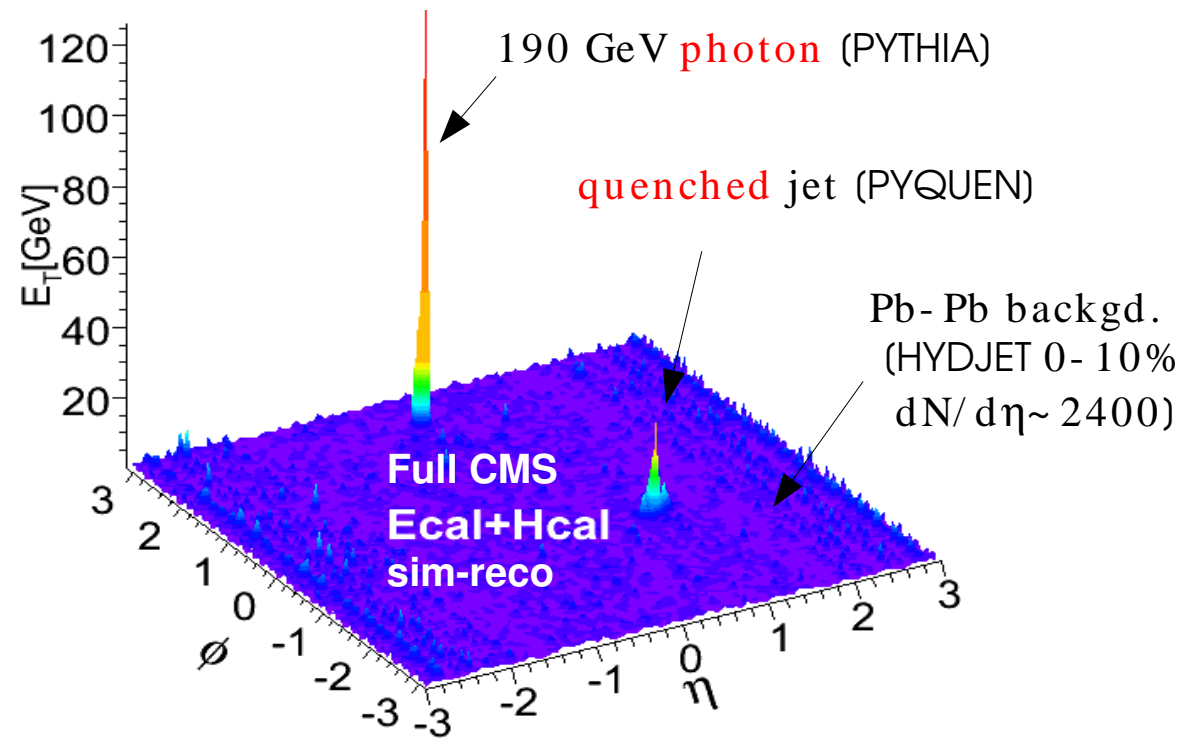 190 GeV photon (PYTHIA)
quenched jet (PYQUEN)
Pb-Pb backgd.
(HYDJET 0-10%
dN/dη~2400)
E_T[GeV]
120
100
80
60
40
20
Full CMS
Ecal+Hcal
sim-reco
3
2
1
0
-1
-2
-3
ø
-3
-2
-1
0
1
2
3
η